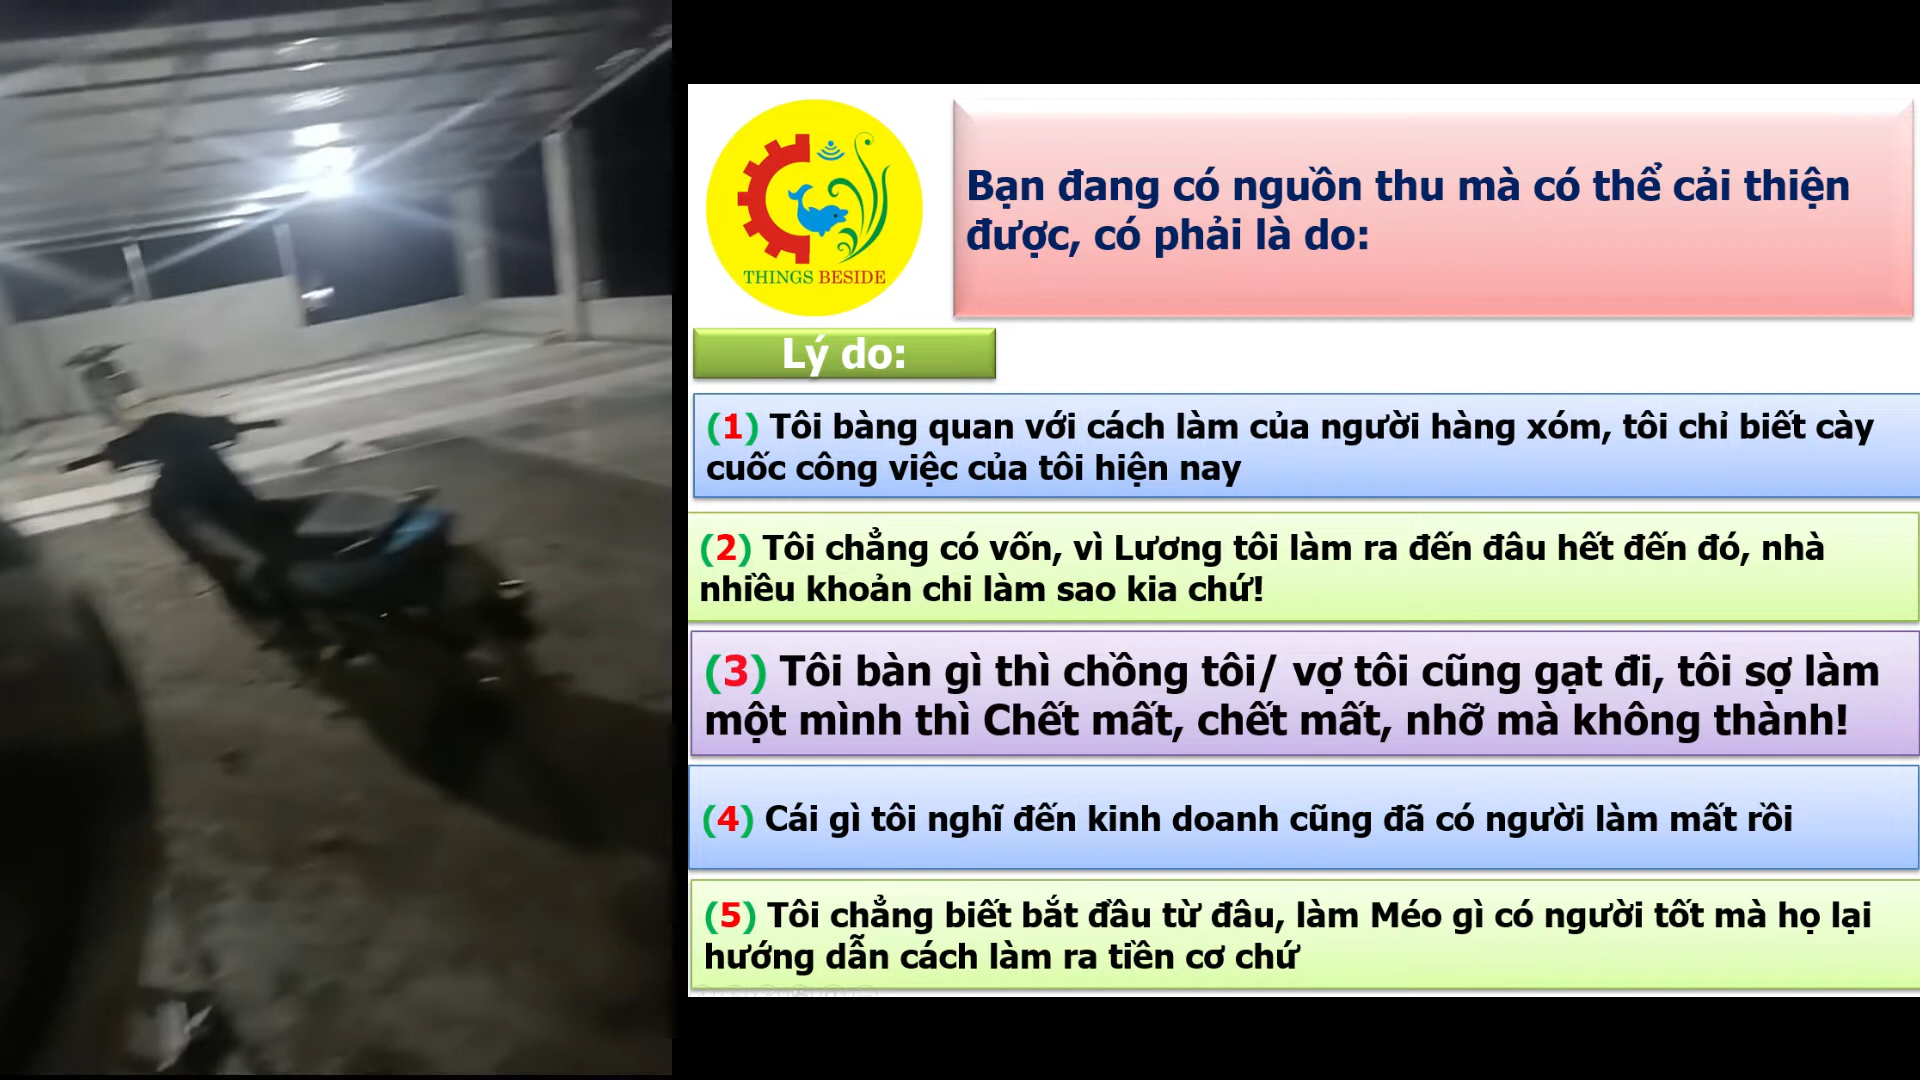 THINGS BESIDE
Bạn đang có nguồn thu mà có thể cải thiện
được, có phải là do:
Lý do:
(1) Tôi bàng quan với cách làm của người hàng xóm, tôi chỉ biết cày
cuốc công việc của tôi hiện nay
(2) Tôi chẳng có vốn, vì Lương tôi làm ra đến đâu hết đến đó, nhà
nhiều khoản chi làm sao kia chứ!
(3) Tôi bàn gì thì chồng tôi/ vợ tôi cũng gạt đi, tôi sợ làm
một mình thì Chết mất, chết mất, nhỡ mà không thành!
(4) Cái gì tôi nghĩ đến kinh doanh cũng đã có người làm mất rồi
(5) Tôi chẳng biết bắt đầu từ đâu, làm Méo gì có người tốt mà họ lại
hướng dẫn cách làm ra tiền cơ chứ